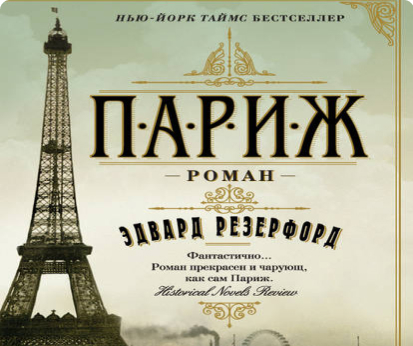 НЬЮ-ЙОРК ТАЙМС БЕСТСЕЛЛЕР
П·А·Р·И·Ж
— РОМАН —
ЭДВАРД РЕЗЕРФОРД
Фантастично...
Роман прекрасен и чарующ,
как сам Париж.
Historical Novels Review